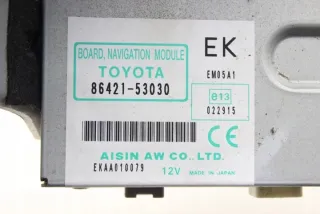 BOARD, NAVIGATION MODULE
EK
TOYOTA
86421-53030
EM05A1
e13
022915
CE
AISIN AW CO., LTD.
EKAA010079
12V
MADE IN JAPAN